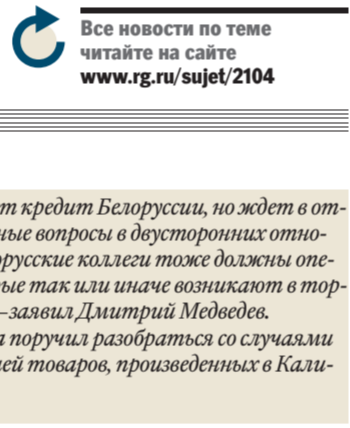 Все новости по теме
читайте на сайте
www.rg.ru/sujet/2104
т кредит Белоруссии, но ждет в от-
ные вопросы в двусторонних отно-
орусские коллеги тоже должны опе-
рые так или иначе возникают в тор-
–заявил Дмитрий Медведев.
а поручил разобраться со случаями
ей товаров, произведенных в Кали-